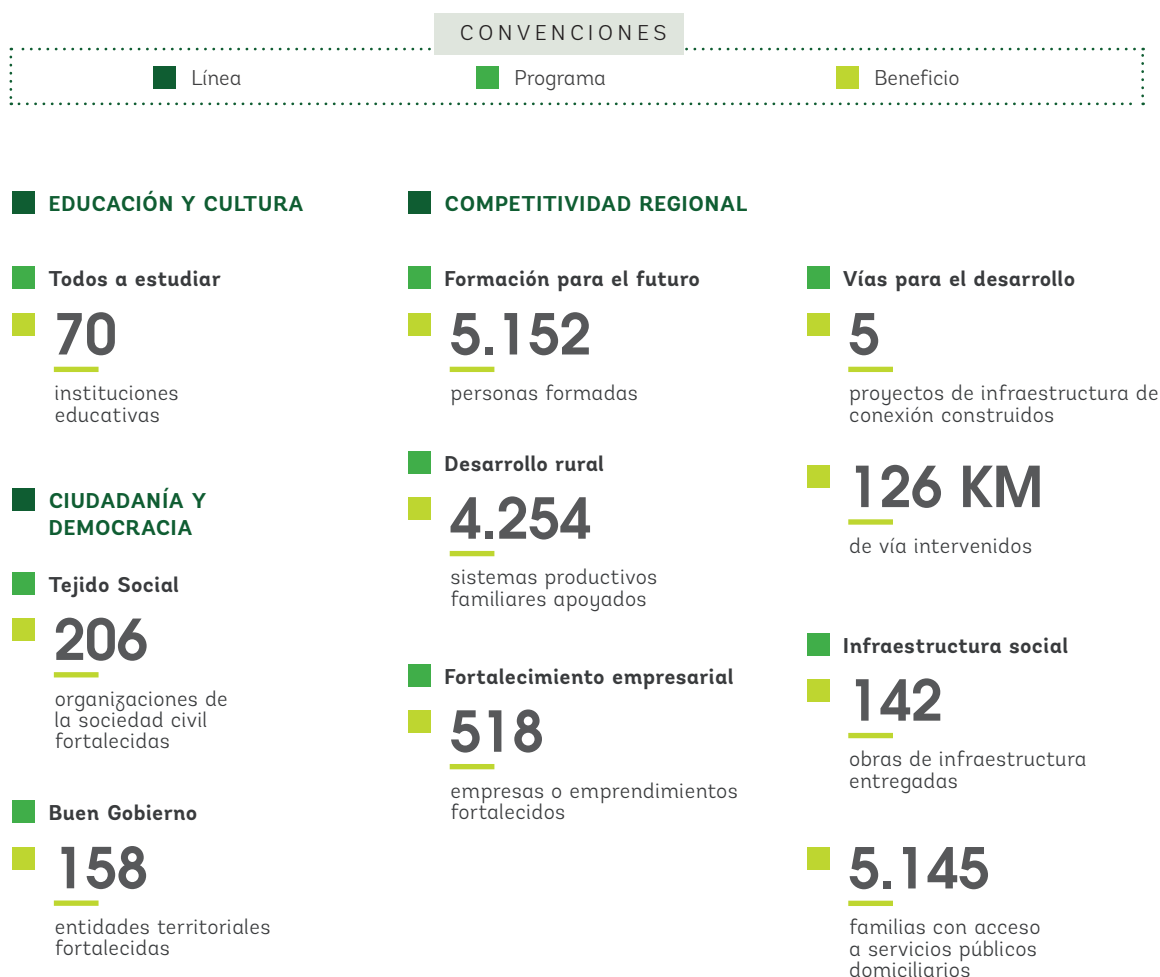 CONVENCIONES
Línea
Programa
Beneficio
EDUCACIÓN Y CULTURA
Todos a estudiar
70
instituciones
educativas
CIUDADANÍA Y
DEMOCRACIA
Tejido Social
206
organizaciones de
la sociedad civil
fortalecidas
Buen Gobierno
158
entidades territoriales
fortalecidas
COMPETITIVIDAD REGIONAL
Formación para el futuro
5.152
personas formadas
Desarrollo rural
4.254
sistemas productivos
familiares apoyados
Fortalecimiento empresarial
518
empresas o emprendimientos
fortalecidos
Vías para el desarrollo
5
proyectos de infraestructura de
conexión construidos
126 KM
de vía intervenidos
Infraestructura social
142
obras de infraestructura
entregadas
5.145
familias con acceso
a servicios públicos
domiciliarios